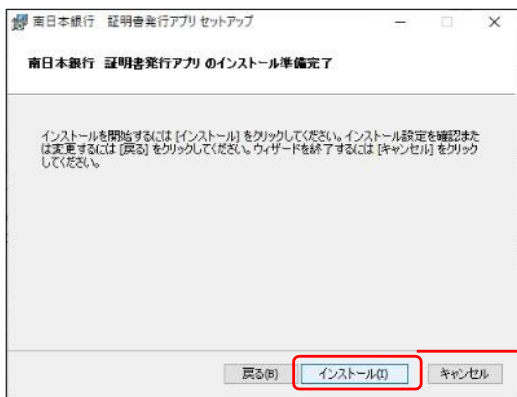 南日本銀行 証明書発行アプリ セットアップ
南日本銀行 証明書発行アプリ のインストール準備完了
インストールを開始するには [インストール] をクリックしてください。インストール設定を確認また
は変更するには [戻る] をクリックしてください。ウィザードを終了するには [キャンセル] をクリック
してください。
戻る(B) インストール(I) キャンセル